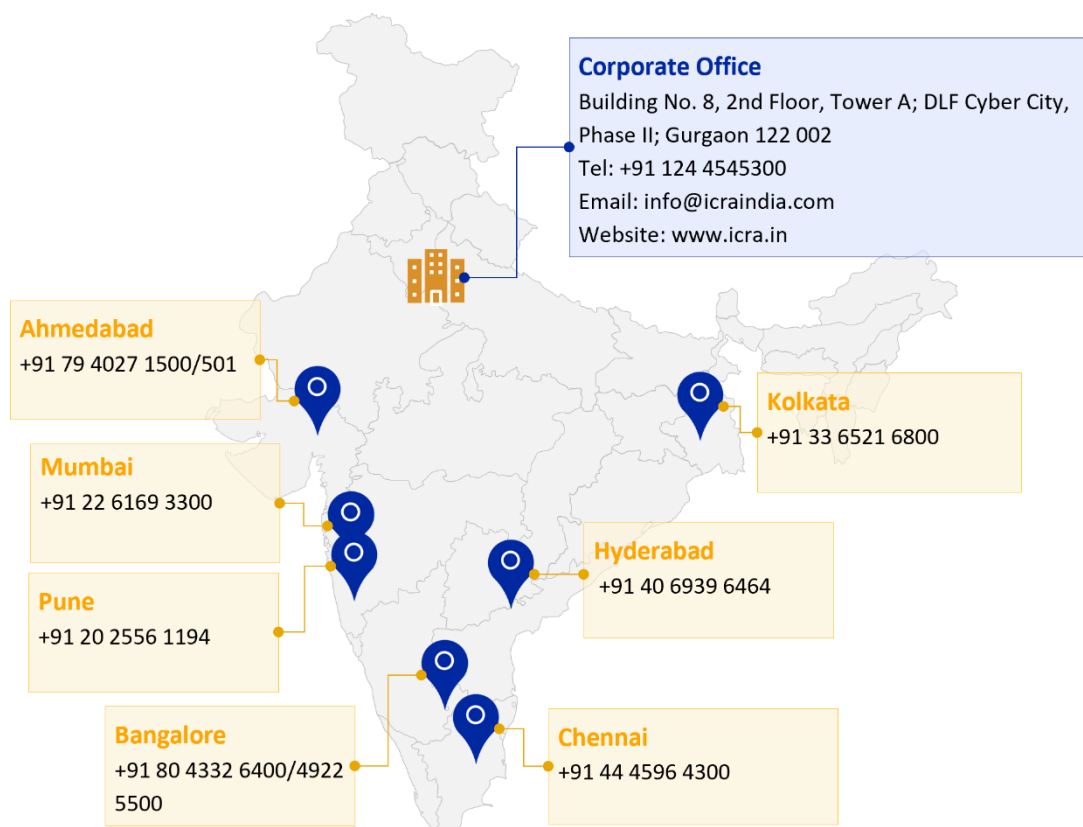 Corporate Office
Building No. 8, 2nd Floor, Tower A; DLF Cyber City,
Phase II; Gurgaon 122 002
Tel: +91 124 4545300
Email: info@icraindia.com
Website: www.icra.in
Ahmedabad
+91 79 4027 1500/501
Kolkata
+91 33 6521 6800
Mumbai
+91 22 6169 3300
Hyderabad
+91 40 6939 6464
Pune
+91 20 2556 1194
Bangalore
+91 80 4332 6400/4922
5500
Chennai
+91 44 4596 4300